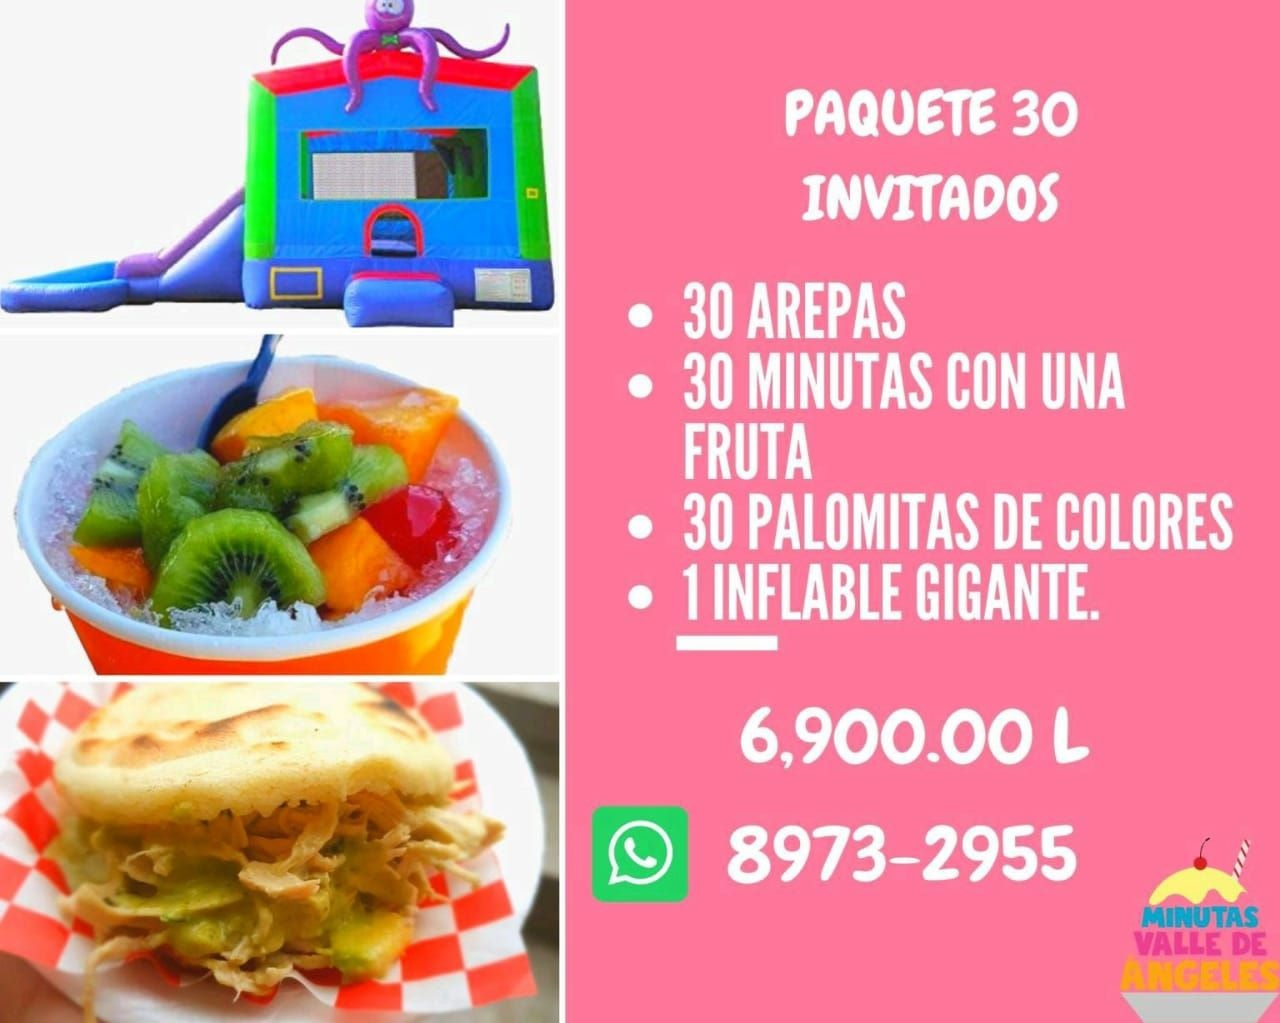 PAQUETE 30
INVITADOS
• 30 AREPAS
• 30 MINUTAS CON UNA
FRUTA
• 30 PALOMITAS DE COLORES
• 1 INFLABLE GIGANTE.
6,900.00 L
8973-2955
MINUTAS
VALLE DE
ANGELES